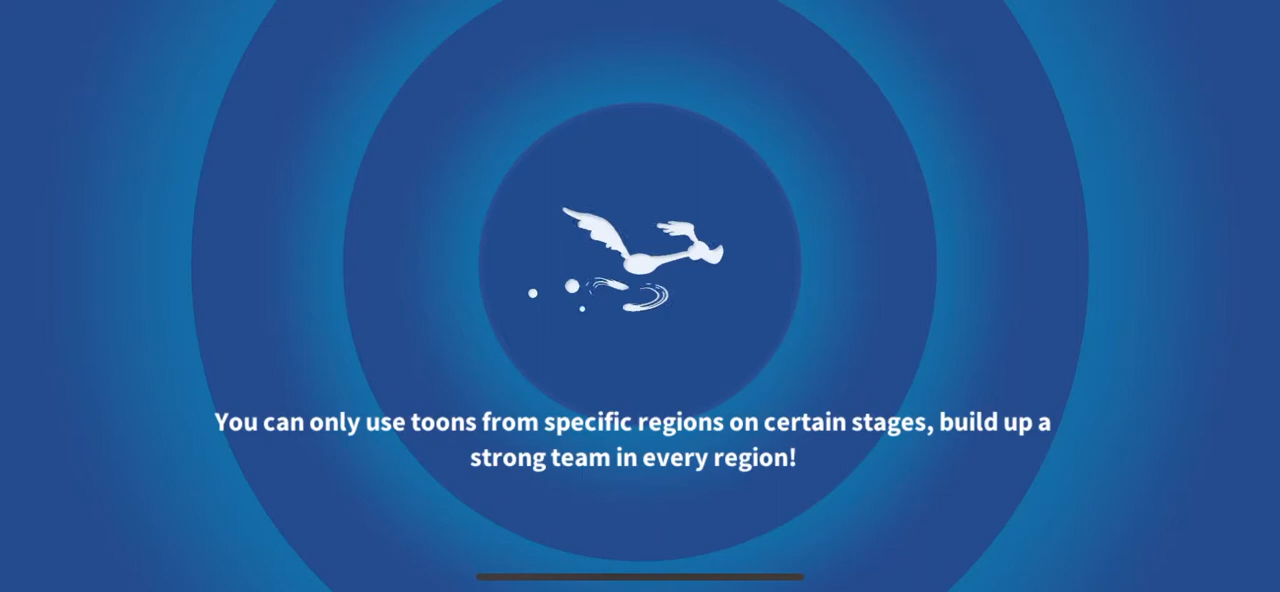 You can only use toons from specific regions on certain stages, build up a
strong team in every region!